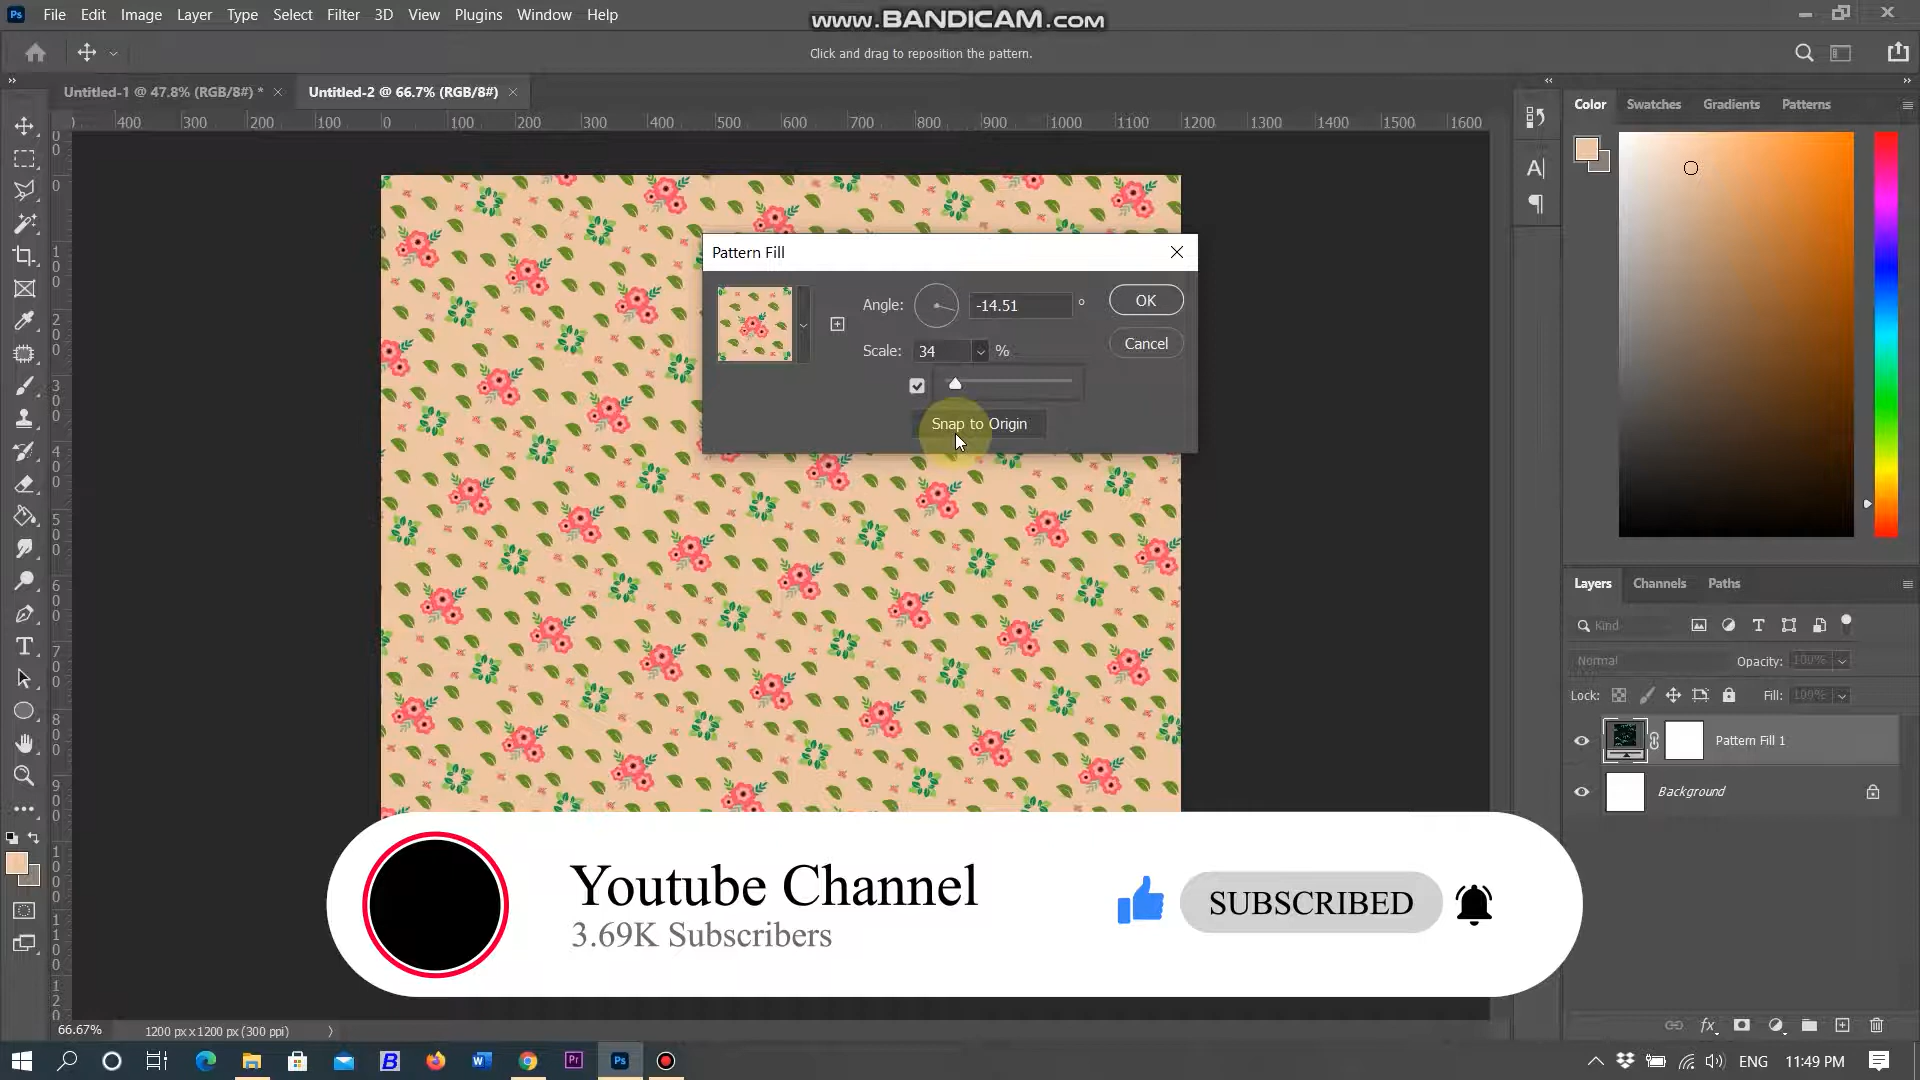 www.BANDICAM.com
File Edit Image Layer Type Select Filter 3D View Plugins Window Help
Click and drag to reposition the pattern.
Untitled-1 @ 47.8% (RGB/8#) * Untitled-2 @ 66.7% (RGB/8#)
400 300 200 100 0 100 200 300 400 500 600 700 800 900 1000 1100 1200 1300 1400 1500 1600
Color Swatches Gradients Patterns
Pattern Fill
Angle: -14.51 °
OK
Scale: 34 %
Cancel
Snap to Origin
Layers Channels Paths
Kind
Normal Opacity: 100%
Lock: Fill: 100%
Pattern Fill 1
Background
Youtube Channel
3.69K Subscribers
SUBSCRIBED
66.67% 1200 px x 1200 px (300 ppi)
ENG 11:49 PM